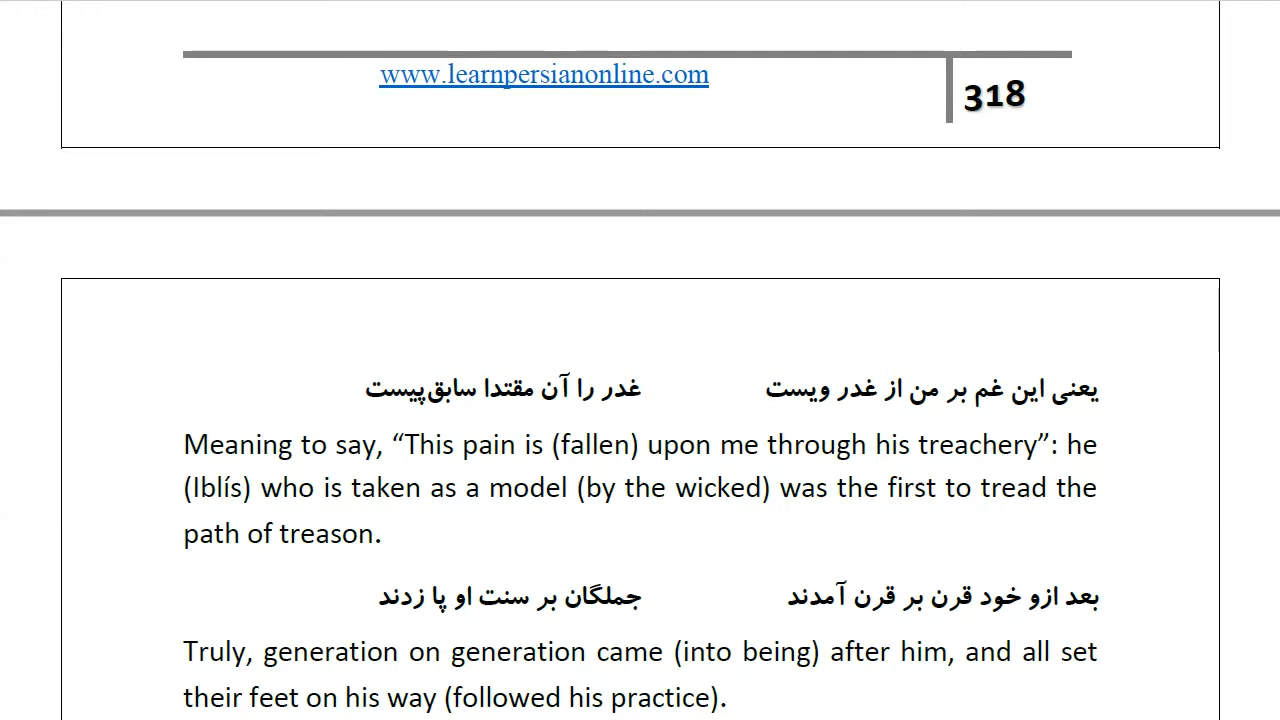 www.learnpersianonline.com
318
یعنی این غم بر من از غدر ویست غدر را آن مقتدا سابق‌پیست
Meaning to say, “This pain is (fallen) upon me through his treachery”: he
(Iblís) who is taken as a model (by the wicked) was the first to tread the
path of treason.
بعد ازو خود قرن بر قرن آمدند جملگان بر سنت او پا زدند
Truly, generation on generation came (into being) after him, and all set
their feet on his way (followed his practice).